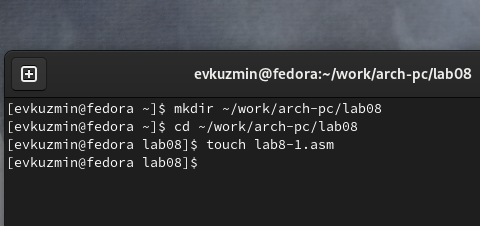 evkuzmin@fedora:~/work/arch-pc/lab08
[evkuzmin@fedora ~]$ mkdir ~/work/arch-pc/lab08
[evkuzmin@fedora ~]$ cd ~/work/arch-pc/lab08
[evkuzmin@fedora lab08]$ touch lab8-1.asm
[evkuzmin@fedora lab08]$